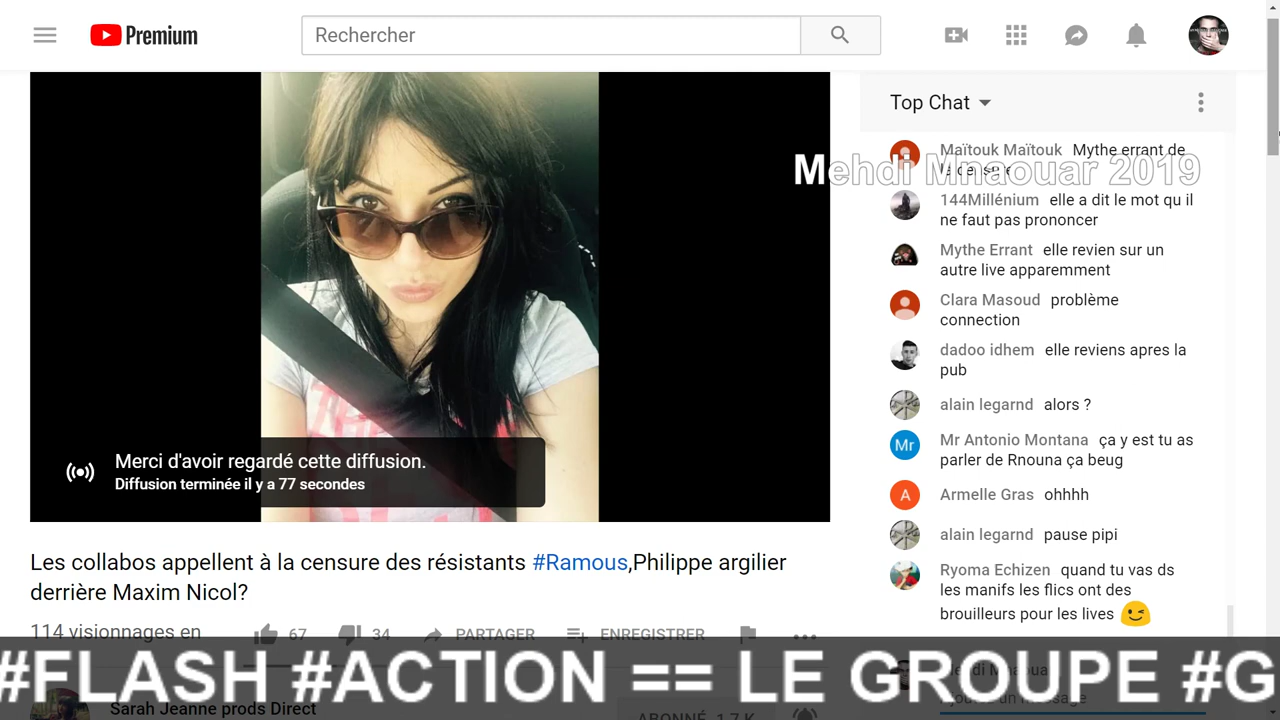 Premium
Rechercher
Top Chat
Maïtouk Maïtouk Mythe errant de
Mehdi Mnaouar 2019
144Millénium elle a dit le mot qu il
ne faut pas prononcer
Mythe Errant elle revien sur un
autre live apparemment
Clara Masoud problème
connection
dadoo idhem elle reviens apres la
pub
alain legarnd alors ?
Mr Antonio Montana ça y est tu as
parler de Rnouna ça beug
Mr
Armelle Gras ohhhh
A
alain legarnd pause pipi
Ryoma Echizen quand tu vas ds
les manifs les flics ont des
brouilleurs pour les lives
Merci d'avoir regardé cette diffusion.
Diffusion terminée il y a 77 secondes
Les collabos appellent à la censure des résistants #Ramous,Philippe argilier
derrière Maxim Nicol?
114 visionnages en
67
34
PARTAGER
ENREGISTRER
#FLASH #ACTION == LE GROUPE #G
Mehdi Mnaouar
Sarah Jeanne prods Direct
ABONNÉ 1,7 K